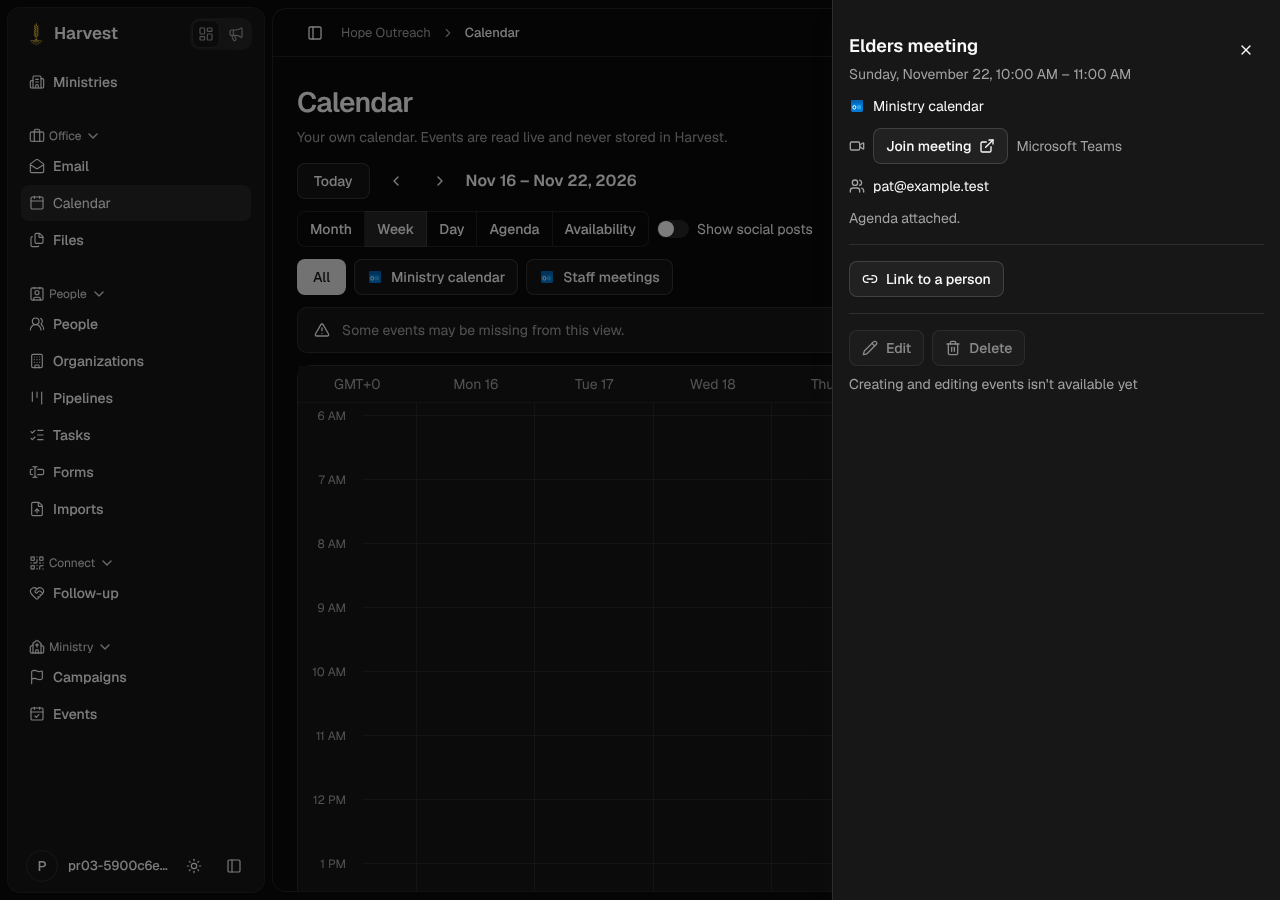 Harvest
Ministries
Office
Email
Calendar
Files
People
People
Organizations
Pipelines
Tasks
Forms
Imports
Connect
Follow-up
Ministry
Campaigns
Events
P pr03-5900c6e...
Hope Outreach > Calendar
Calendar
Your own calendar. Events are read live and never stored in Harvest.
Today Nov 16 – Nov 22, 2026
Month Week Day Agenda Availability Show social posts
All Ministry calendar Staff meetings
Some events may be missing from this view.
GMT+0 Mon 16 Tue 17 Wed 18 Thu
6 AM
7 AM
8 AM
9 AM
10 AM
11 AM
12 PM
1 PM
Elders meeting
Sunday, November 22, 10:00 AM – 11:00 AM
Ministry calendar
Join meeting Microsoft Teams
pat@example.test
Agenda attached.
Link to a person
Edit Delete
Creating and editing events isn't available yet